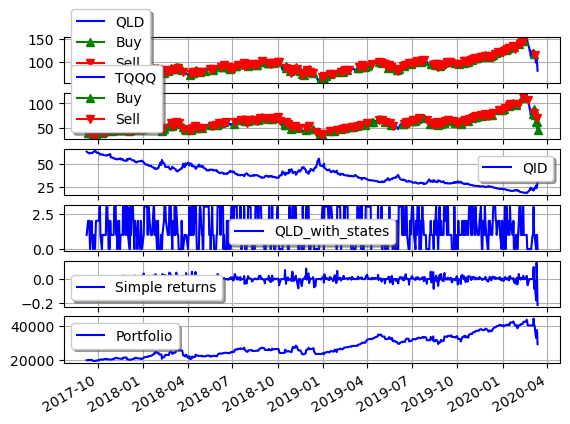 QLD
Buy
Sell
150
100
TQQQ
Buy
Sell
100
50
QID
50
25
QLD_with_states
2.5
0.0
Simple returns
0.0
−0.2
Portfolio
40000
20000
2017-10
2018-01
2018-04
2018-07
2018-10
2019-01
2019-04
2019-07
2019-10
2020-01
2020-04